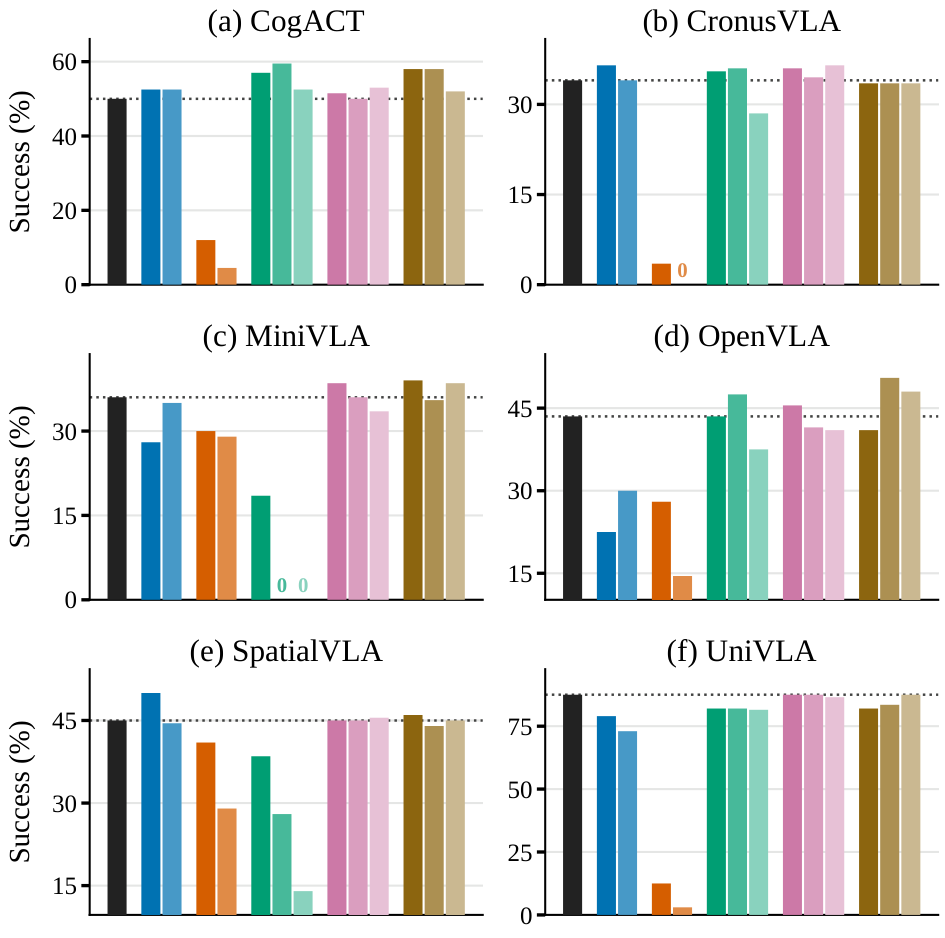 (a) CogACT
Success (%)
60
40
20
0
(b) CronusVLA
30
15
0
0
(c) MiniVLA
Success (%)
30
15
0
0 0
(d) OpenVLA
45
30
15
(e) SpatialVLA
Success (%)
45
30
15
(f) UniVLA
75
50
25
0